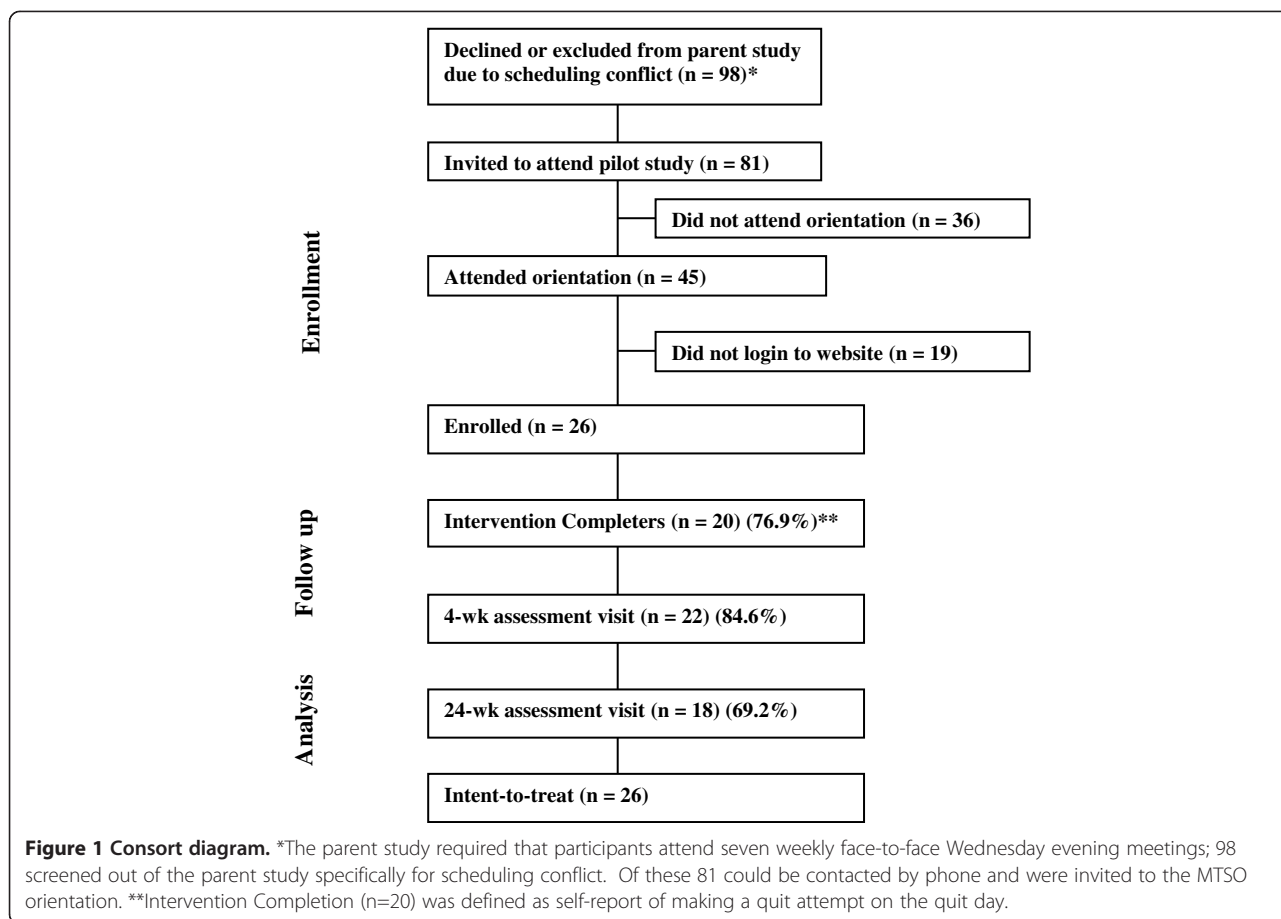 Declined or excluded from parent study
due to scheduling conflict (n = 98)*
Invited to attend pilot study (n = 81)
Did not attend orientation (n = 36)
Enrollment
Attended orientation (n = 45)
Did not login to website (n = 19)
Enrolled (n = 26)
Follow up
Intervention Completers (n = 20) (76.9%)**
4-wk assessment visit (n = 22) (84.6%)
Analysis
24-wk assessment visit (n = 18) (69.2%)
Intent-to-treat (n = 26)
Figure 1 Consort diagram. *The parent study required that participants attend seven weekly face-to-face Wednesday evening meetings; 98
screened out of the parent study specifically for scheduling conflict. Of these 81 could be contacted by phone and were invited to the MTSO
orientation. **Intervention Completion (n=20) was defined as self-report of making a quit attempt on the quit day.